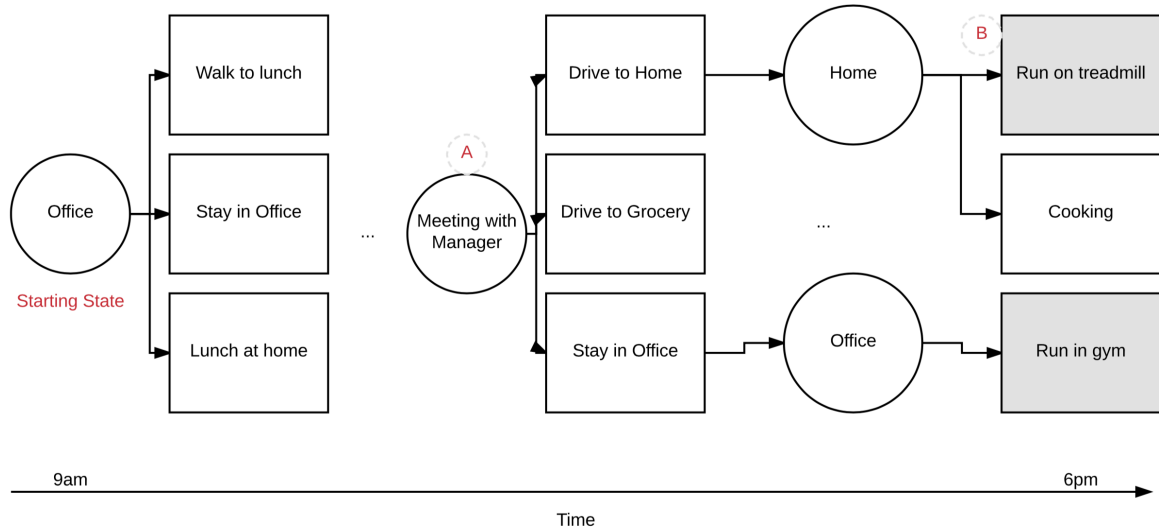 Office
Starting State
Walk to lunch
Stay in Office
Lunch at home
...
A
Meeting with
Manager
Drive to Home
Drive to Grocery
Stay in Office
Home
...
Office
B
Run on treadmill
Cooking
Run in gym
9am
6pm
Time